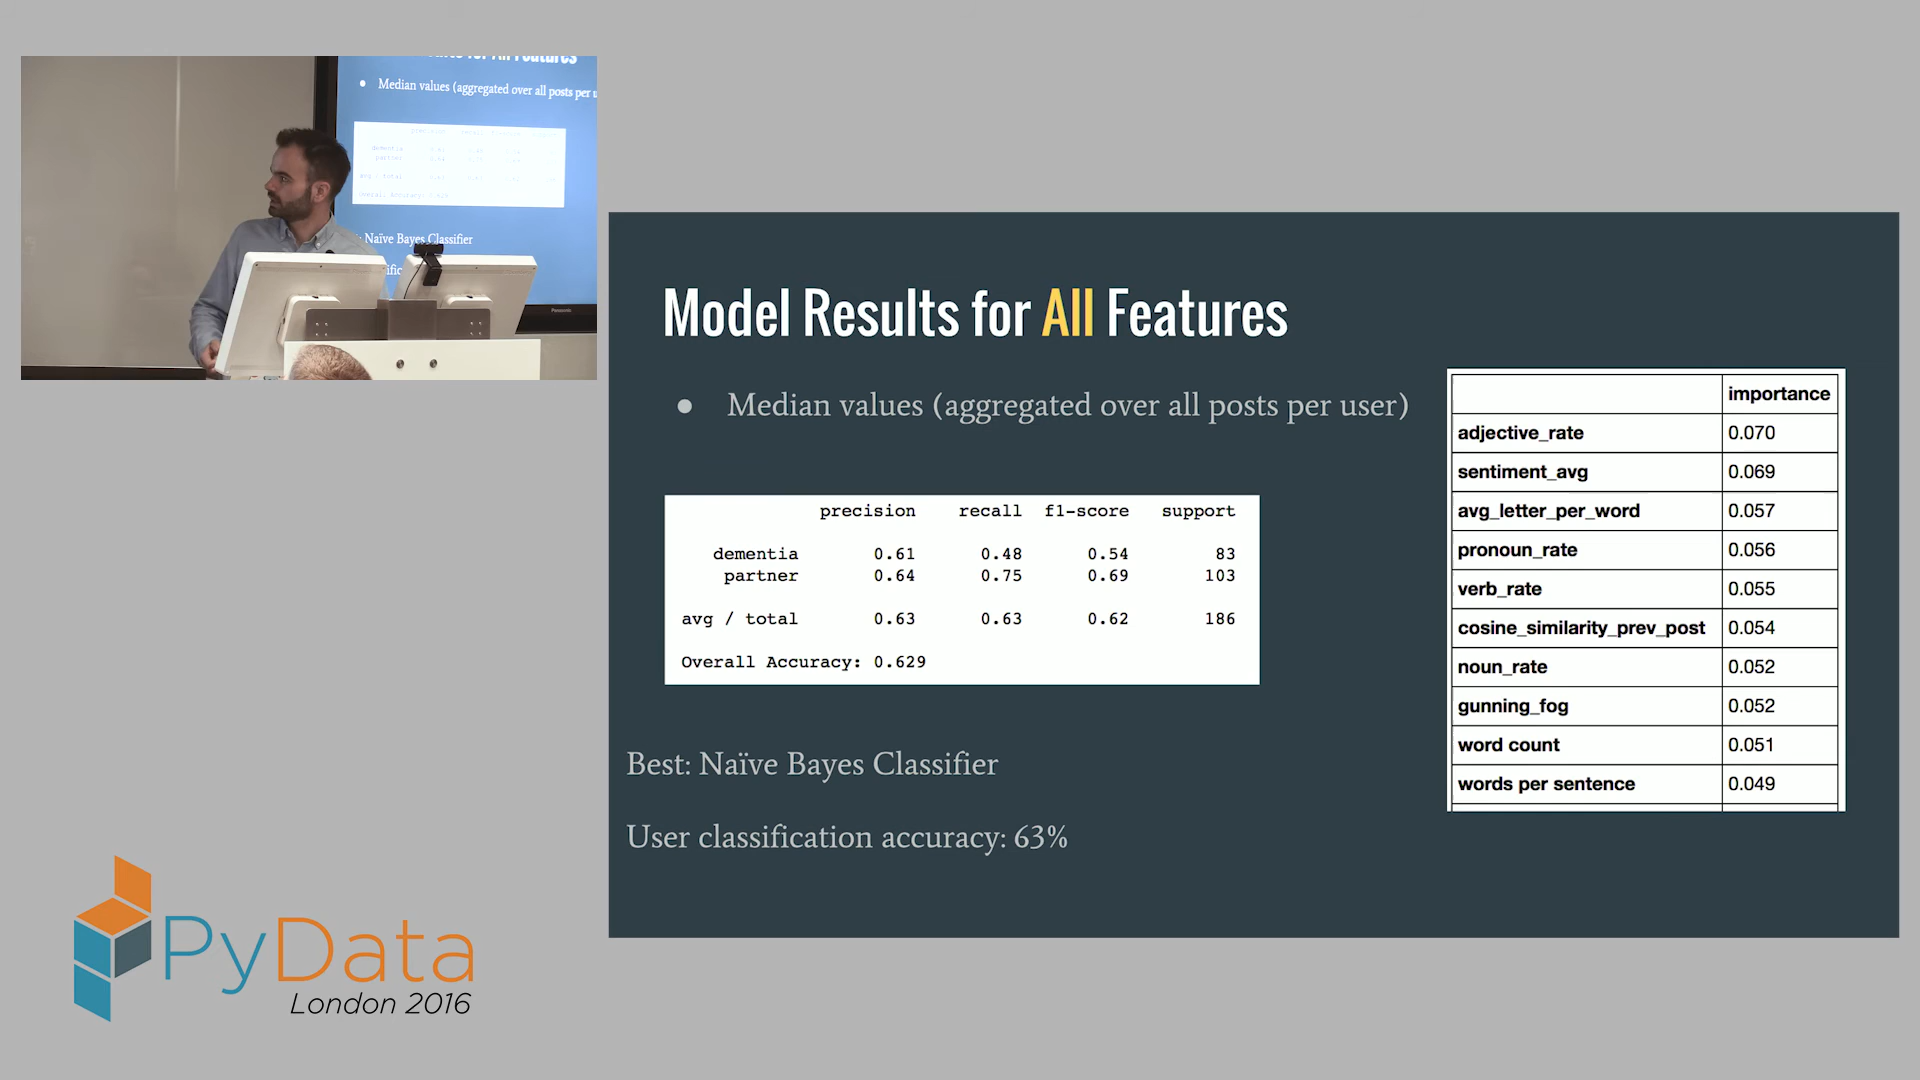 Median values (aggregated over all posts per u
Naïve Bayes Classifier
Model Results for All Features
● Median values (aggregated over all posts per user)
precision recall f1-score support
dementia 0.61 0.48 0.54 83
partner 0.64 0.75 0.69 103
avg / total 0.63 0.63 0.62 186
Overall Accuracy: 0.629
Best: Naïve Bayes Classifier
User classification accuracy: 63%
importance
adjective_rate 0.070
sentiment_avg 0.069
avg_letter_per_word 0.057
pronoun_rate 0.056
verb_rate 0.055
cosine_similarity_prev_post 0.054
noun_rate 0.052
gunning_fog 0.052
word count 0.051
words per sentence 0.049
PyData
London 2016